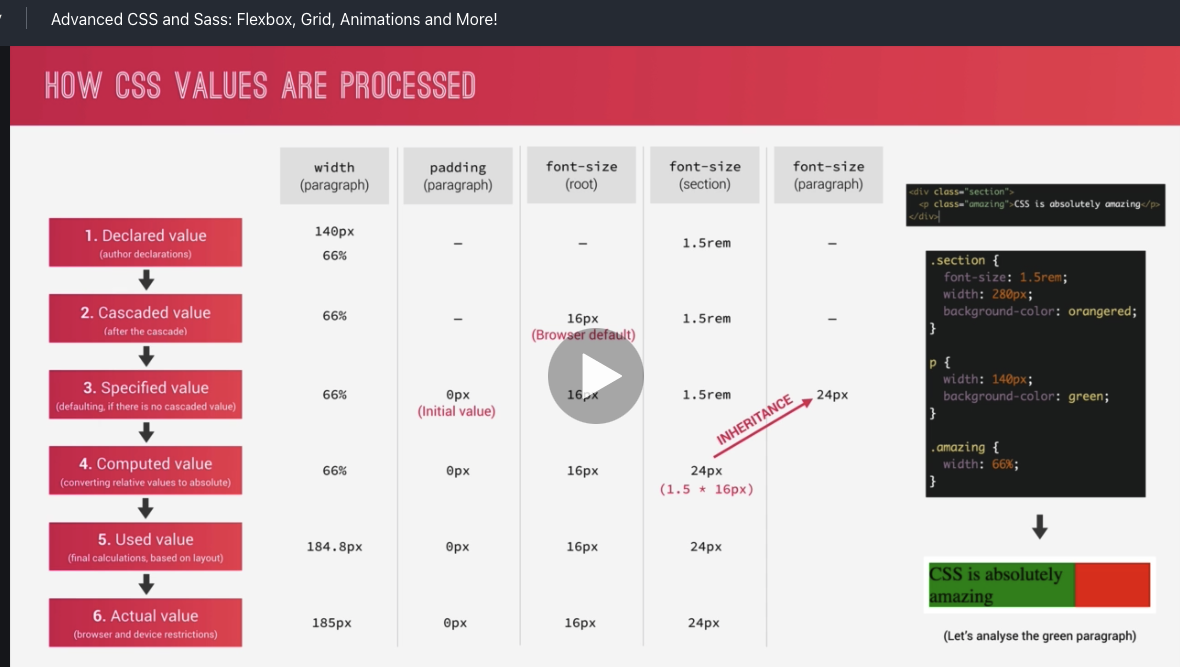 Advanced CSS and Sass: Flexbox, Grid, Animations and More!
HOW CSS VALUES ARE PROCESSED
width
(paragraph)
padding
(paragraph)
font-size
(root)
font-size
(section)
font-size
(paragraph)
1. Declared value
(author declarations)
140px
66%
–
–
1.5rem
–
2. Cascaded value
(after the cascade)
66%
–
16px
(Browser default)
1.5rem
–
3. Specified value
(defaulting, if there is no cascaded value)
66%
0px
(Initial value)
16px
1.5rem
INHERITANCE
24px
4. Computed value
(converting relative values to absolute)
66%
0px
16px
24px
(1.5 * 16px)
5. Used value
(final calculations, based on layout)
184.8px
0px
16px
24px
6. Actual value
(browser and device restrictions)
185px
0px
16px
24px
<div class="section">
<p class="amazing">CSS is absolutely amazing</p>
</div>
.section {
font-size: 1.5rem;
width: 280px;
background-color: orangered;
}
p {
width: 140px;
background-color: green;
}
.amazing {
width: 66%;
}
CSS is absolutely
amazing
(Let's analyse the green paragraph)